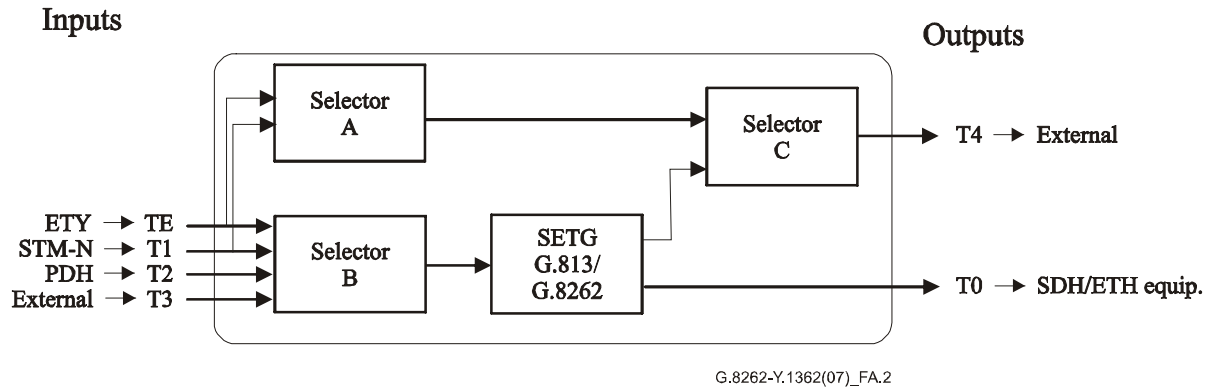 Inputs
Outputs
Selector
A
Selector
C
T4
External
ETY
TE
STM-N
T1
PDH
T2
External
T3
Selector
B
SETG
G.813/
G.8262
T0
SDH/ETH equip.
G.8262-Y.1362(07)_FA.2